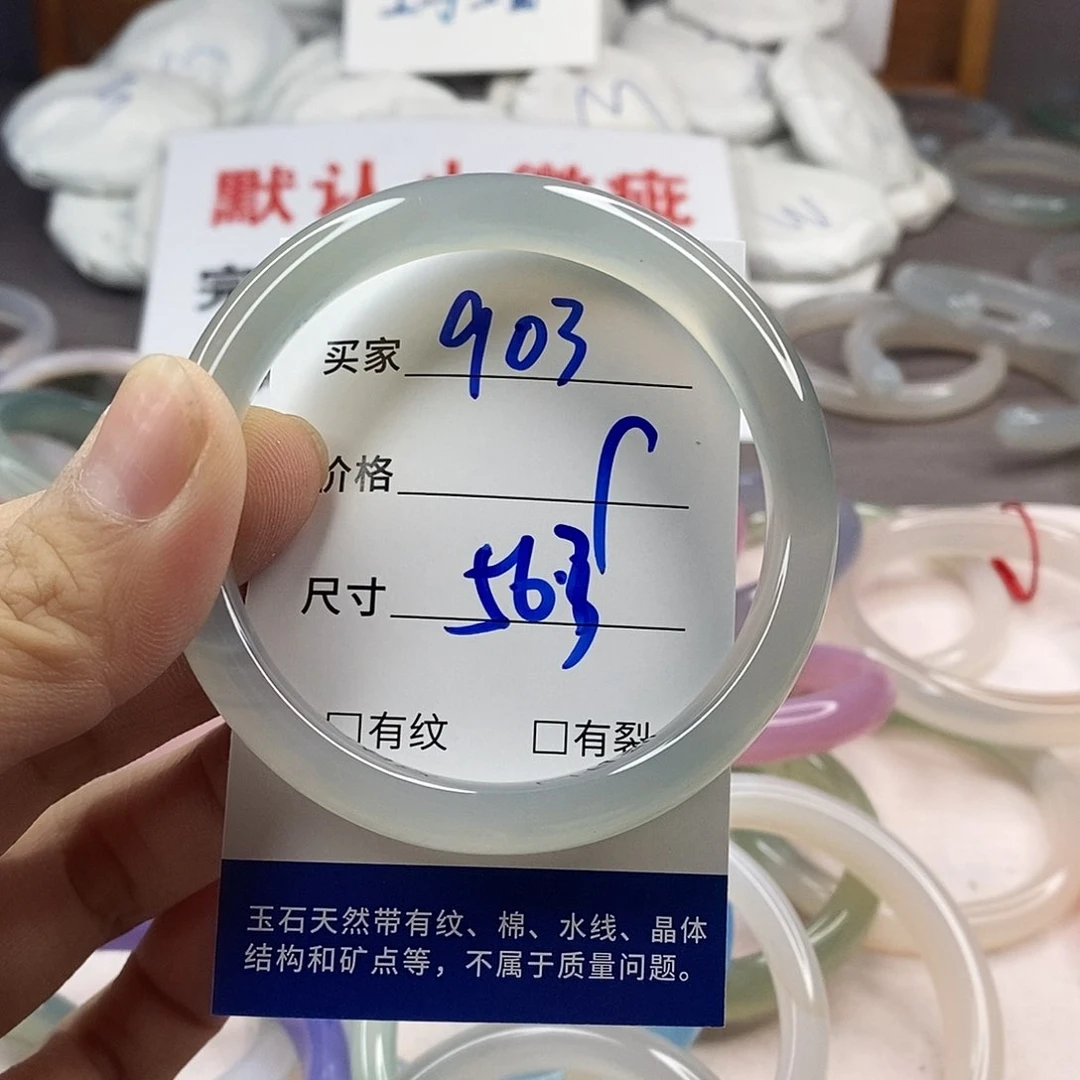 默认
完
买家 903
价格
尺寸 56.3
□有纹 □有裂
玉石天然带有纹、棉、水线、晶体
结构和矿点等，不属于质量问题。